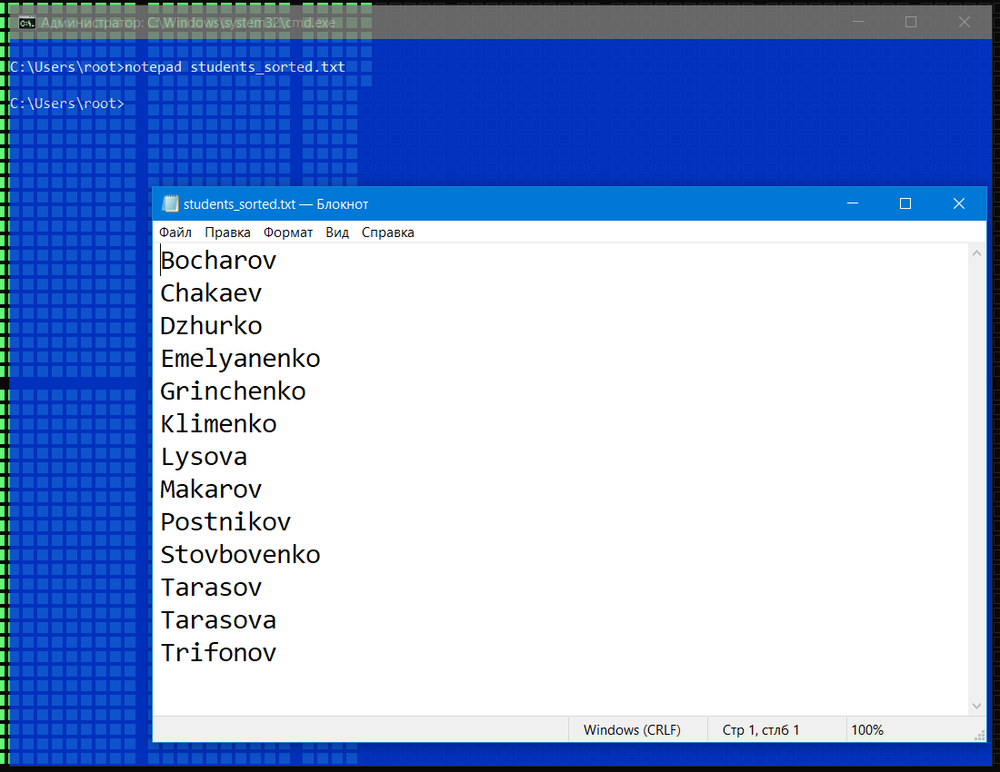 Администратор: C:\Windows\system32\cmd.exe
C:\Users\root>notepad students_sorted.txt
C:\Users\root>
students_sorted.txt — Блокнот
Файл Правка Формат Вид Справка
Bocharov
Chakaev
Dzhurko
Emelyanenko
Grinchenko
Klimenko
Lysova
Makarov
Postnikov
Stovbovenko
Tarasov
Tarasova
Trifonov
Windows (CRLF) Стр 1, стлб 1 100%